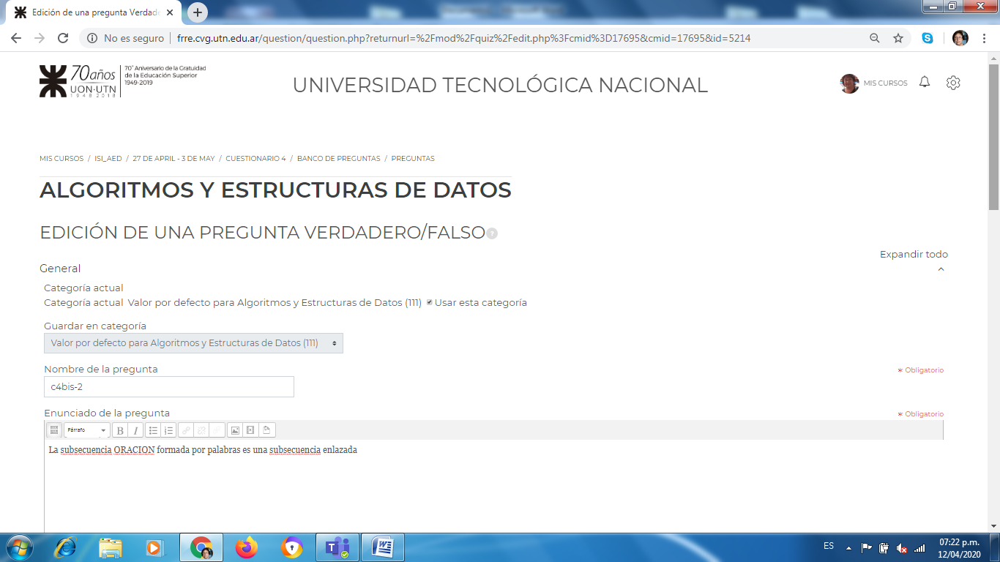 Edición de una pregunta Verdade
No es seguro
frre.cvg.utn.edu.ar/question/question.php?returnurl=%2Fmod%2Fquiz%2Fedit.php%3Fcmid%3D17695&cmid=17695&id=5214
70años
UON·UTN
1948 2018
70° Aniversario de la Gratuidad
de la Educación Superior
1949-2019
UNIVERSIDAD TECNOLÓGICA NACIONAL
MIS CURSOS
MIS CURSOS / ISI_AED / 27 DE APRIL - 3 DE MAY / CUESTIONARIO 4 / BANCO DE PREGUNTAS / PREGUNTAS
ALGORITMOS Y ESTRUCTURAS DE DATOS
EDICIÓN DE UNA PREGUNTA VERDADERO/FALSO
Expandir todo
General
Categoría actual
Categoría actual Valor por defecto para Algoritmos y Estructuras de Datos (111) Usar esta categoría
Guardar en categoría
Valor por defecto para Algoritmos y Estructuras de Datos (111)
Nombre de la pregunta
Obligatorio
c4bis-2
Enunciado de la pregunta
Obligatorio
Párrafo
B I
La subsecuencia ORACION formada por palabras es una subsecuencia enlazada
ES
07:22 p.m.
12/04/2020